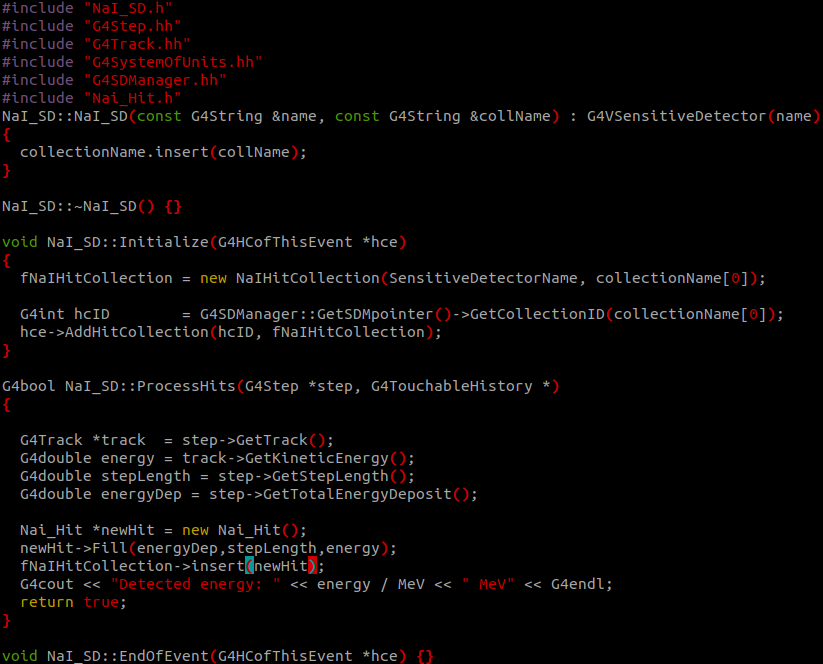 #include "NaI_SD.h"
#include "G4Step.hh"
#include "G4Track.hh"
#include "G4SystemOfUnits.hh"
#include "G4SDManager.hh"
#include "Nai_Hit.h"
NaI_SD::NaI_SD(const G4String &name, const G4String &collName) : G4VSensitiveDetector(name)
{
  collectionName.insert(collName);
}

NaI_SD::~NaI_SD() {}

void NaI_SD::Initialize(G4HCofThisEvent *hce)
{
  fNaIHitCollection = new NaIHitCollection(SensitiveDetectorName, collectionName[0]);

  G4int hcID        = G4SDManager::GetSDMpointer()->GetCollectionID(collectionName[0]);
  hce->AddHitCollection(hcID, fNaIHitCollection);
}

G4bool NaI_SD::ProcessHits(G4Step *step, G4TouchableHistory *)
{

  G4Track *track  = step->GetTrack();
  G4double energy = track->GetKineticEnergy();
  G4double stepLength = step->GetStepLength();
  G4double energyDep = step->GetTotalEnergyDeposit();

  Nai_Hit *newHit = new Nai_Hit();
  newHit->Fill(energyDep,stepLength,energy);
  fNaIHitCollection->insert(newHit);
  G4cout << "Detected energy: " << energy / MeV << " MeV" << G4endl;
  return true;
}

void NaI_SD::EndOfEvent(G4HCofThisEvent *hce) {}